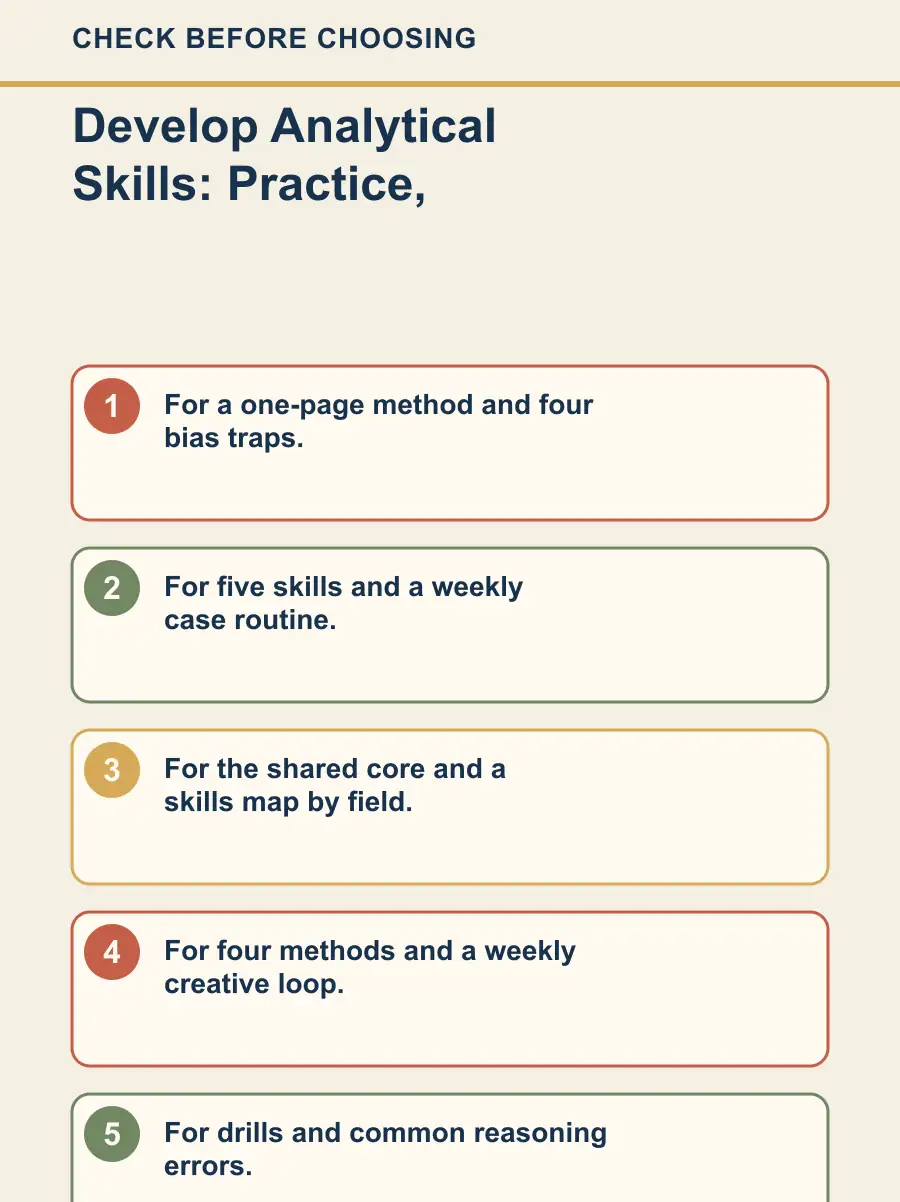 CHECK BEFORE CHOOSING
Develop Analytical
Skills: Practice,
1
For a one-page method and four
bias traps.
2
For five skills and a weekly
case routine.
3
For the shared core and a
skills map by field.
4
For four methods and a weekly
creative loop.
5
For drills and common reasoning
errors.